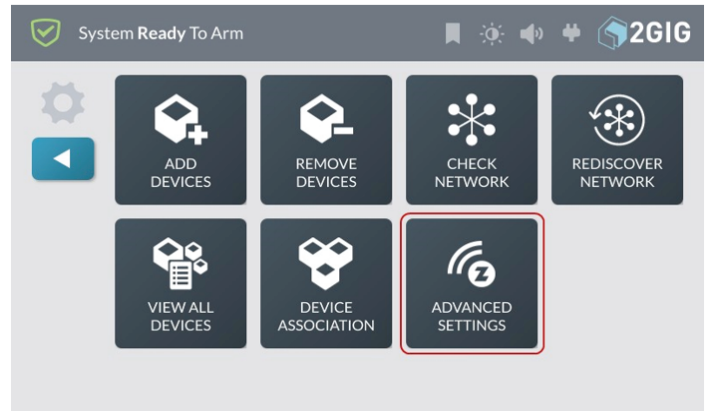 System Ready To Arm
2GIG
ADD
DEVICES
REMOVE
DEVICES
CHECK
NETWORK
REDISCOVER
NETWORK
VIEW ALL
DEVICES
DEVICE
ASSOCIATION
Z
ADVANCED
SETTINGS